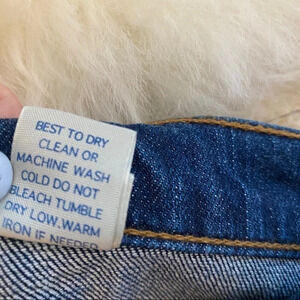 BEST TO DRY
CLEAN OR
MACHINE WASH
COLD DO NOT
BLEACH TUMBLE
DRY LOW.WARM
IRON IF NEEDED